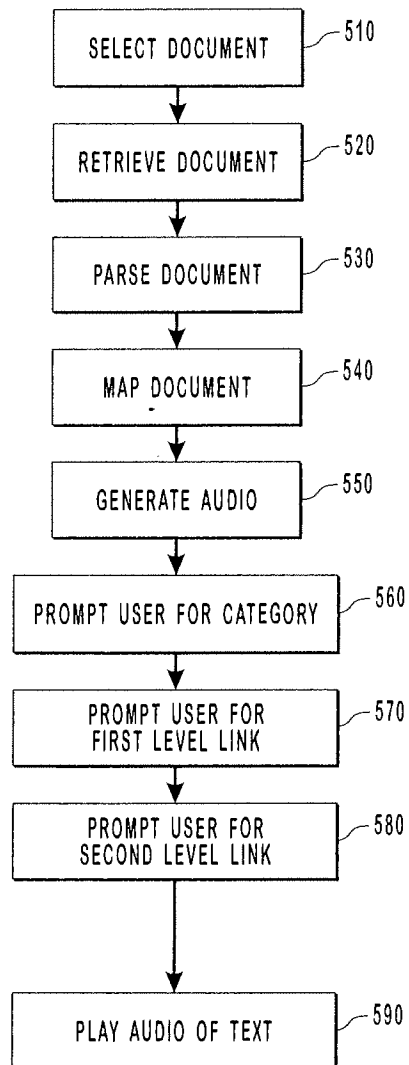 SELECT DOCUMENT
510
RETRIEVE DOCUMENT
520
PARSE DOCUMENT
530
MAP DOCUMENT
540
GENERATE AUDIO
550
PROMPT USER FOR CATEGORY
560
PROMPT USER FOR
FIRST LEVEL LINK
570
PROMPT USER FOR
SECOND LEVEL LINK
580
PLAY AUDIO OF TEXT
590